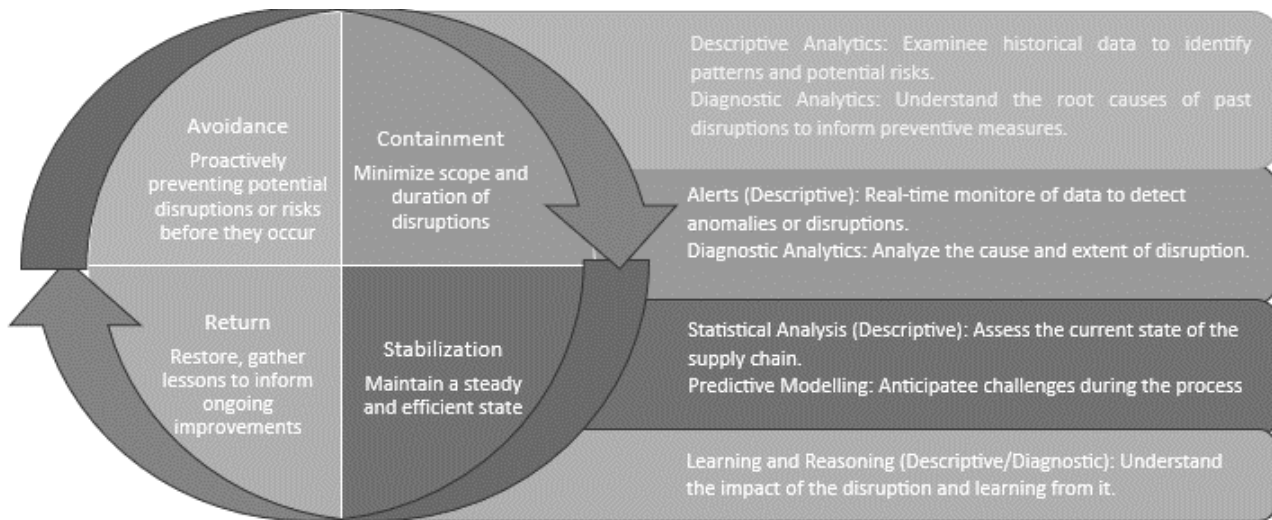 Avoidance
Proactively
preventing potential
disruptions or risks
before they occur
Containment
Minimize scope and
duration of
disruptions
Return
Restore, gather
lessons to inform
ongoing
improvements
Stabilization
Maintain a steady
and efficient state
Descriptive Analytics: Examinee historical data to identify
patterns and potential risks.
Diagnostic Analytics: Understand the root causes of past
disruptions to inform preventive measures.
Alerts (Descriptive): Real-time monitore of data to detect
anomalies or disruptions.
Diagnostic Analytics: Analyze the cause and extent of disruption.
Statistical Analysis (Descriptive): Assess the current state of the
supply chain.
Predictive Modelling: Anticipatee challenges during the process
Learning and Reasoning (Descriptive/Diagnostic): Understand
the impact of the disruption and learning from it.